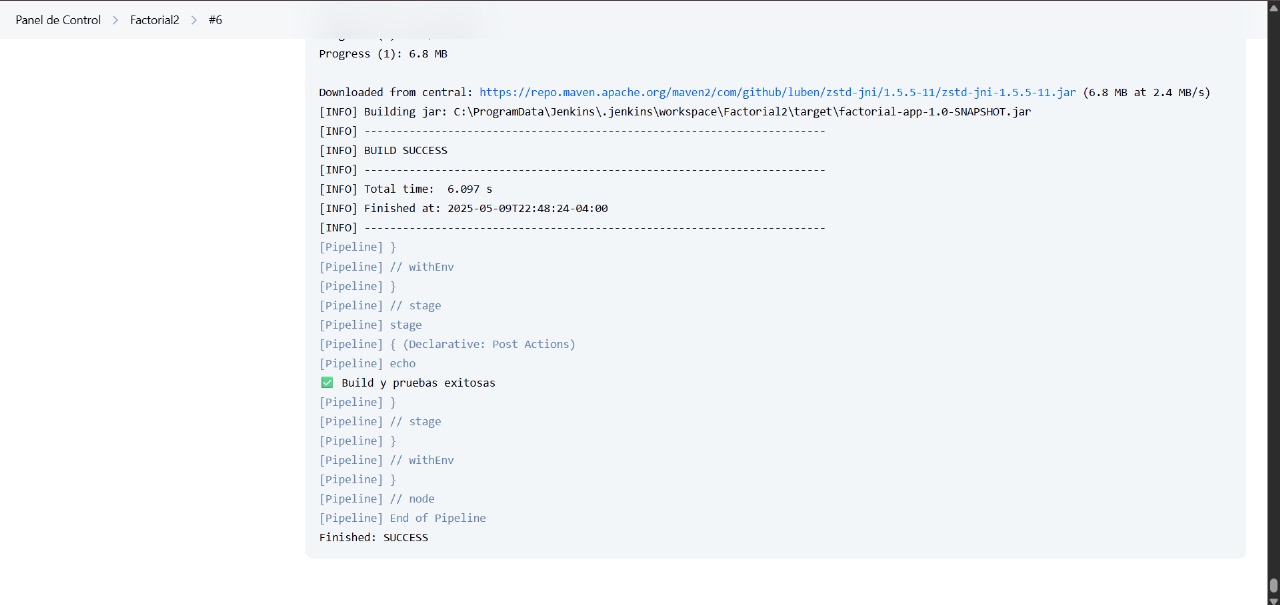 Panel de Control > Factorial2 > #6
Progress (1): 6.8 MB
Downloaded from central: https://repo.maven.apache.org/maven2/com/github/luben/zstd-jni/1.5.5-11/zstd-jni-1.5.5-11.jar (6.8 MB at 2.4 MB/s)
[INFO] Building jar: C:\ProgramData\Jenkins\.jenkins\workspace\Factorial2\target\factorial-app-1.0-SNAPSHOT.jar
[INFO] ------------------------------------------------------------------------
[INFO] BUILD SUCCESS
[INFO] ------------------------------------------------------------------------
[INFO] Total time:  6.097 s
[INFO] Finished at: 2025-05-09T22:48:24-04:00
[INFO] ------------------------------------------------------------------------
[Pipeline] }
[Pipeline] // withEnv
[Pipeline] }
[Pipeline] // stage
[Pipeline] stage
[Pipeline] { (Declarative: Post Actions)
[Pipeline] echo
✅ Build y pruebas exitosas
[Pipeline] }
[Pipeline] // stage
[Pipeline] }
[Pipeline] // withEnv
[Pipeline] }
[Pipeline] // node
[Pipeline] End of Pipeline
Finished: SUCCESS